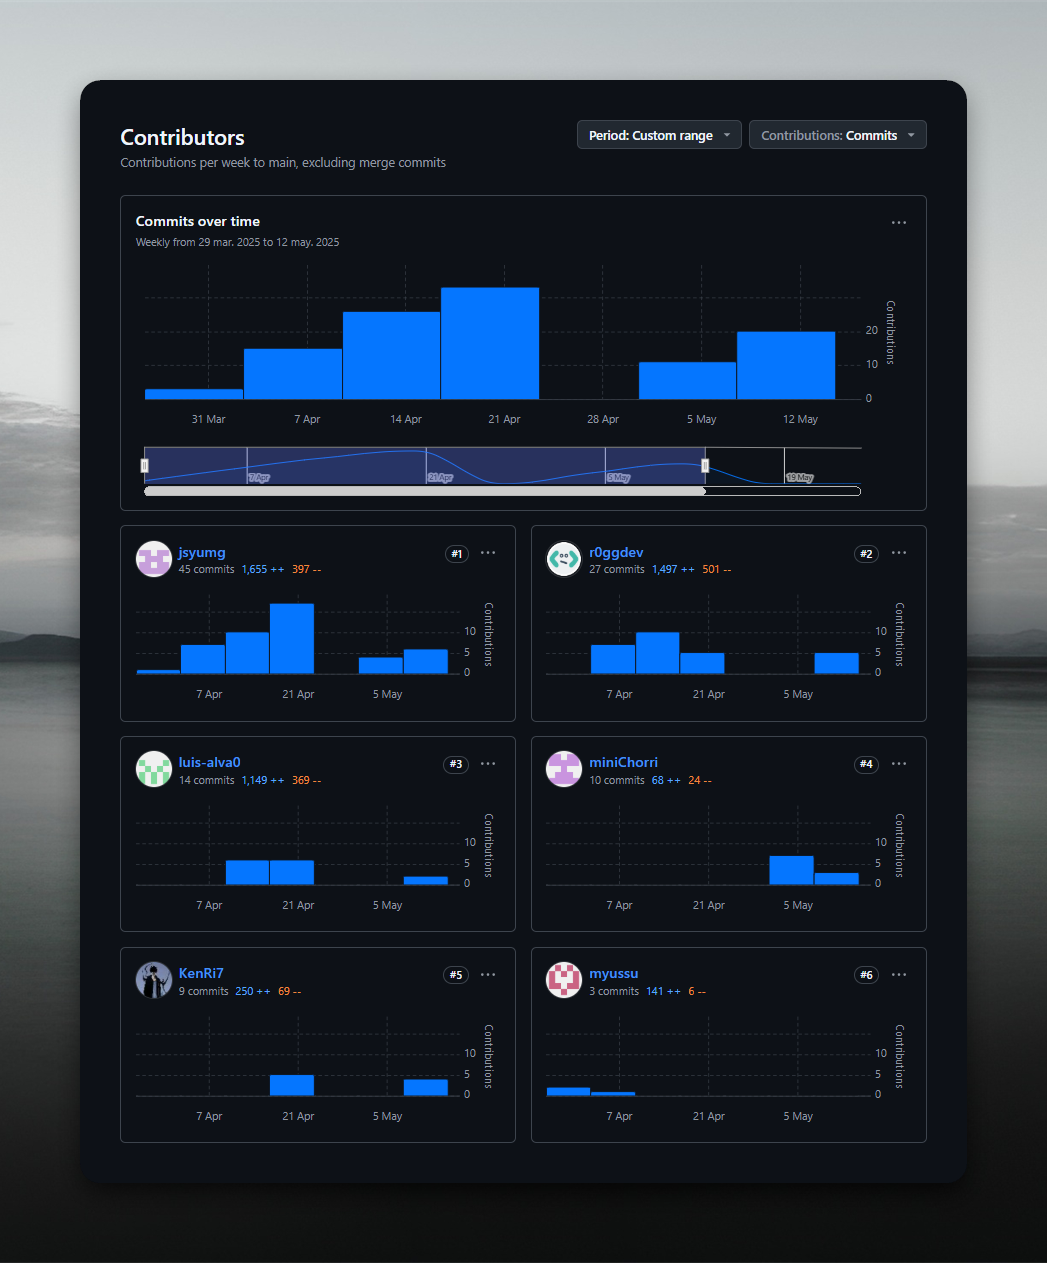 Contributors
Period: Custom range
Contributions: Commits
Contributions per week to main, excluding merge commits
Commits over time
Weekly from 29 mar. 2025 to 12 may. 2025
Contributions
20
10
0
31 Mar 7 Apr 14 Apr 21 Apr 28 Apr 5 May 12 May
7 Apr 21 Apr 5 May 19 May
jsyumg
#1
45 commits 1,655 ++ 397 --
Contributions
10
5
0
7 Apr 21 Apr 5 May
r0ggdev
#2
27 commits 1,497 ++ 501 --
Contributions
10
5
0
7 Apr 21 Apr 5 May
luis-alva0
#3
14 commits 1,149 ++ 369 --
Contributions
10
5
0
7 Apr 21 Apr 5 May
miniChorri
#4
10 commits 68 ++ 24 --
Contributions
10
5
0
7 Apr 21 Apr 5 May
KenRi7
#5
9 commits 250 ++ 69 --
Contributions
10
5
0
7 Apr 21 Apr 5 May
myussu
#6
3 commits 141 ++ 6 --
Contributions
10
5
0
7 Apr 21 Apr 5 May